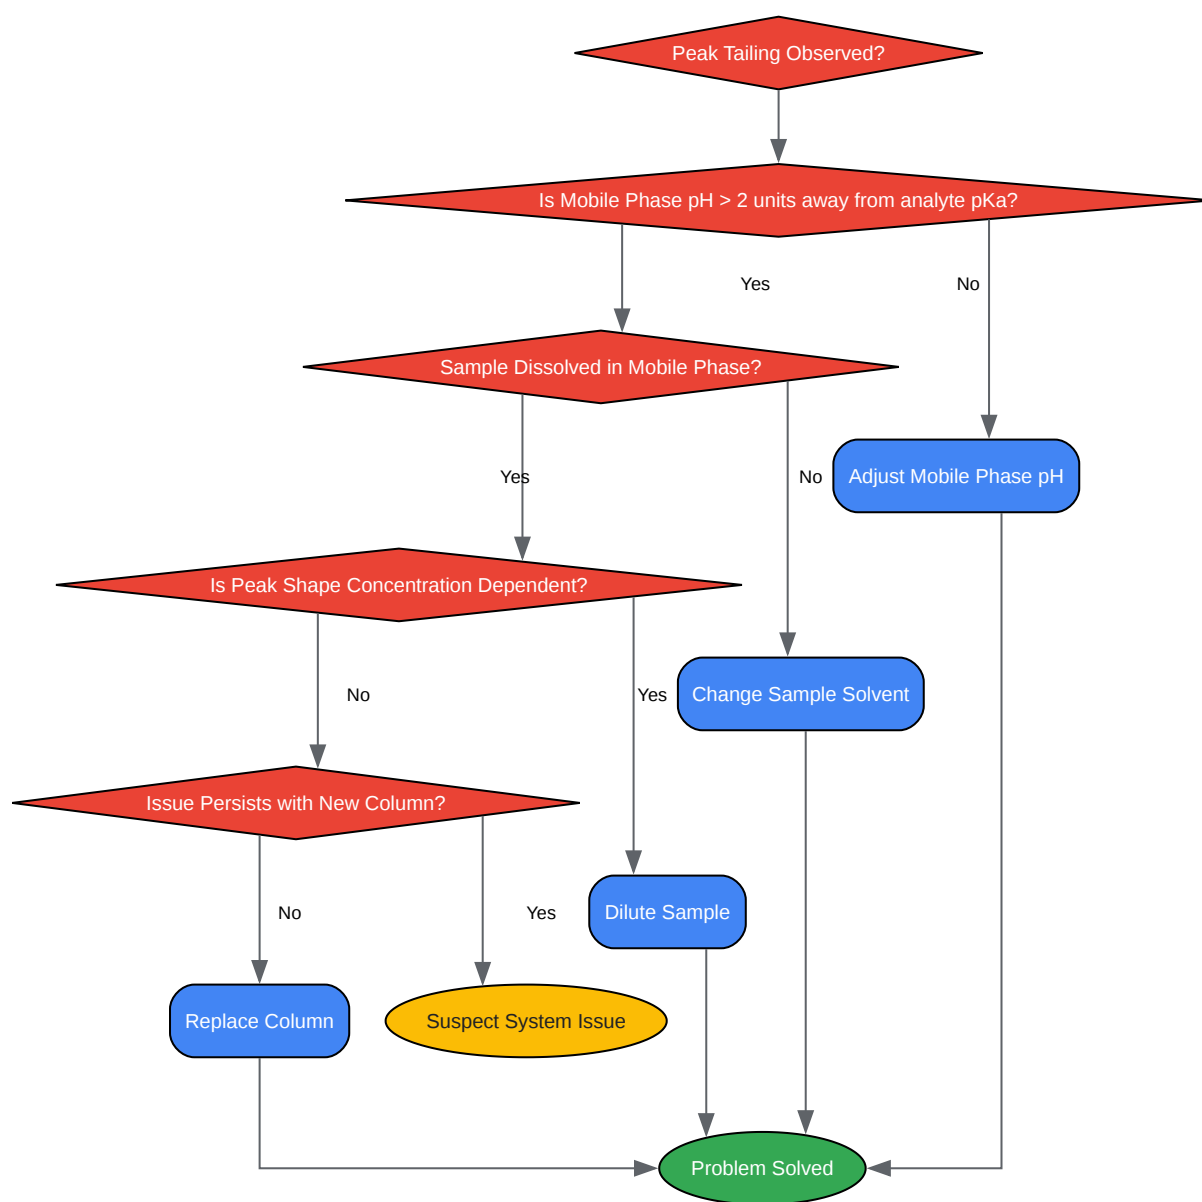 Peak Tailing Observed?
Is Mobile Phase pH > 2 units away from analyte pKa?
Yes
No
Sample Dissolved in Mobile Phase?
Yes
No
Adjust Mobile Phase pH
Is Peak Shape Concentration Dependent?
No
Yes
Change Sample Solvent
Issue Persists with New Column?
No
Yes
Dilute Sample
Replace Column
Suspect System Issue
Problem Solved